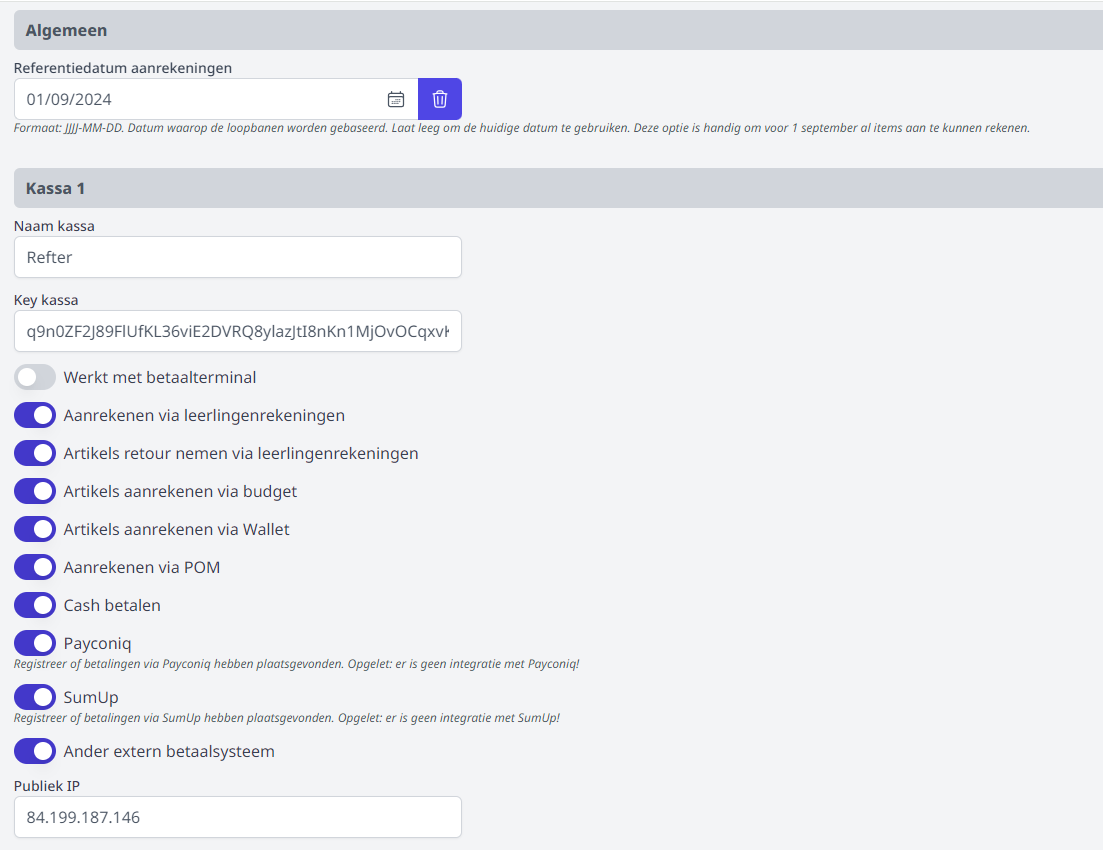 Algemeen
Referentiedatum aanrekeningen
01/09/2024
Formaat: JJJJ-MM-DD. Datum waarop de loopbanen worden gebaseerd. Laat leeg om de huidige datum te gebruiken. Deze optie is handig om voor 1 september al items aan te kunnen rekenen.
Kassa 1
Naam kassa
Refter
Key kassa
Werkt met betaalterminal
Aanrekenen via leerlingenrekeningen
Artikels retour nemen via leerlingenrekeningen
Artikels aanrekenen via budget
Artikels aanrekenen via Wallet
Aanrekenen via POM
Cash betalen
Payconiq
Registreer of betalingen via Payconiq hebben plaatsgevonden. Opgelet: er is geen integratie met Payconiq!
SumUp
Registreer of betalingen via SumUp hebben plaatsgevonden. Opgelet: er is geen integratie met SumUp!
Ander extern betaalsysteem
Publiek IP
84.199.187.146